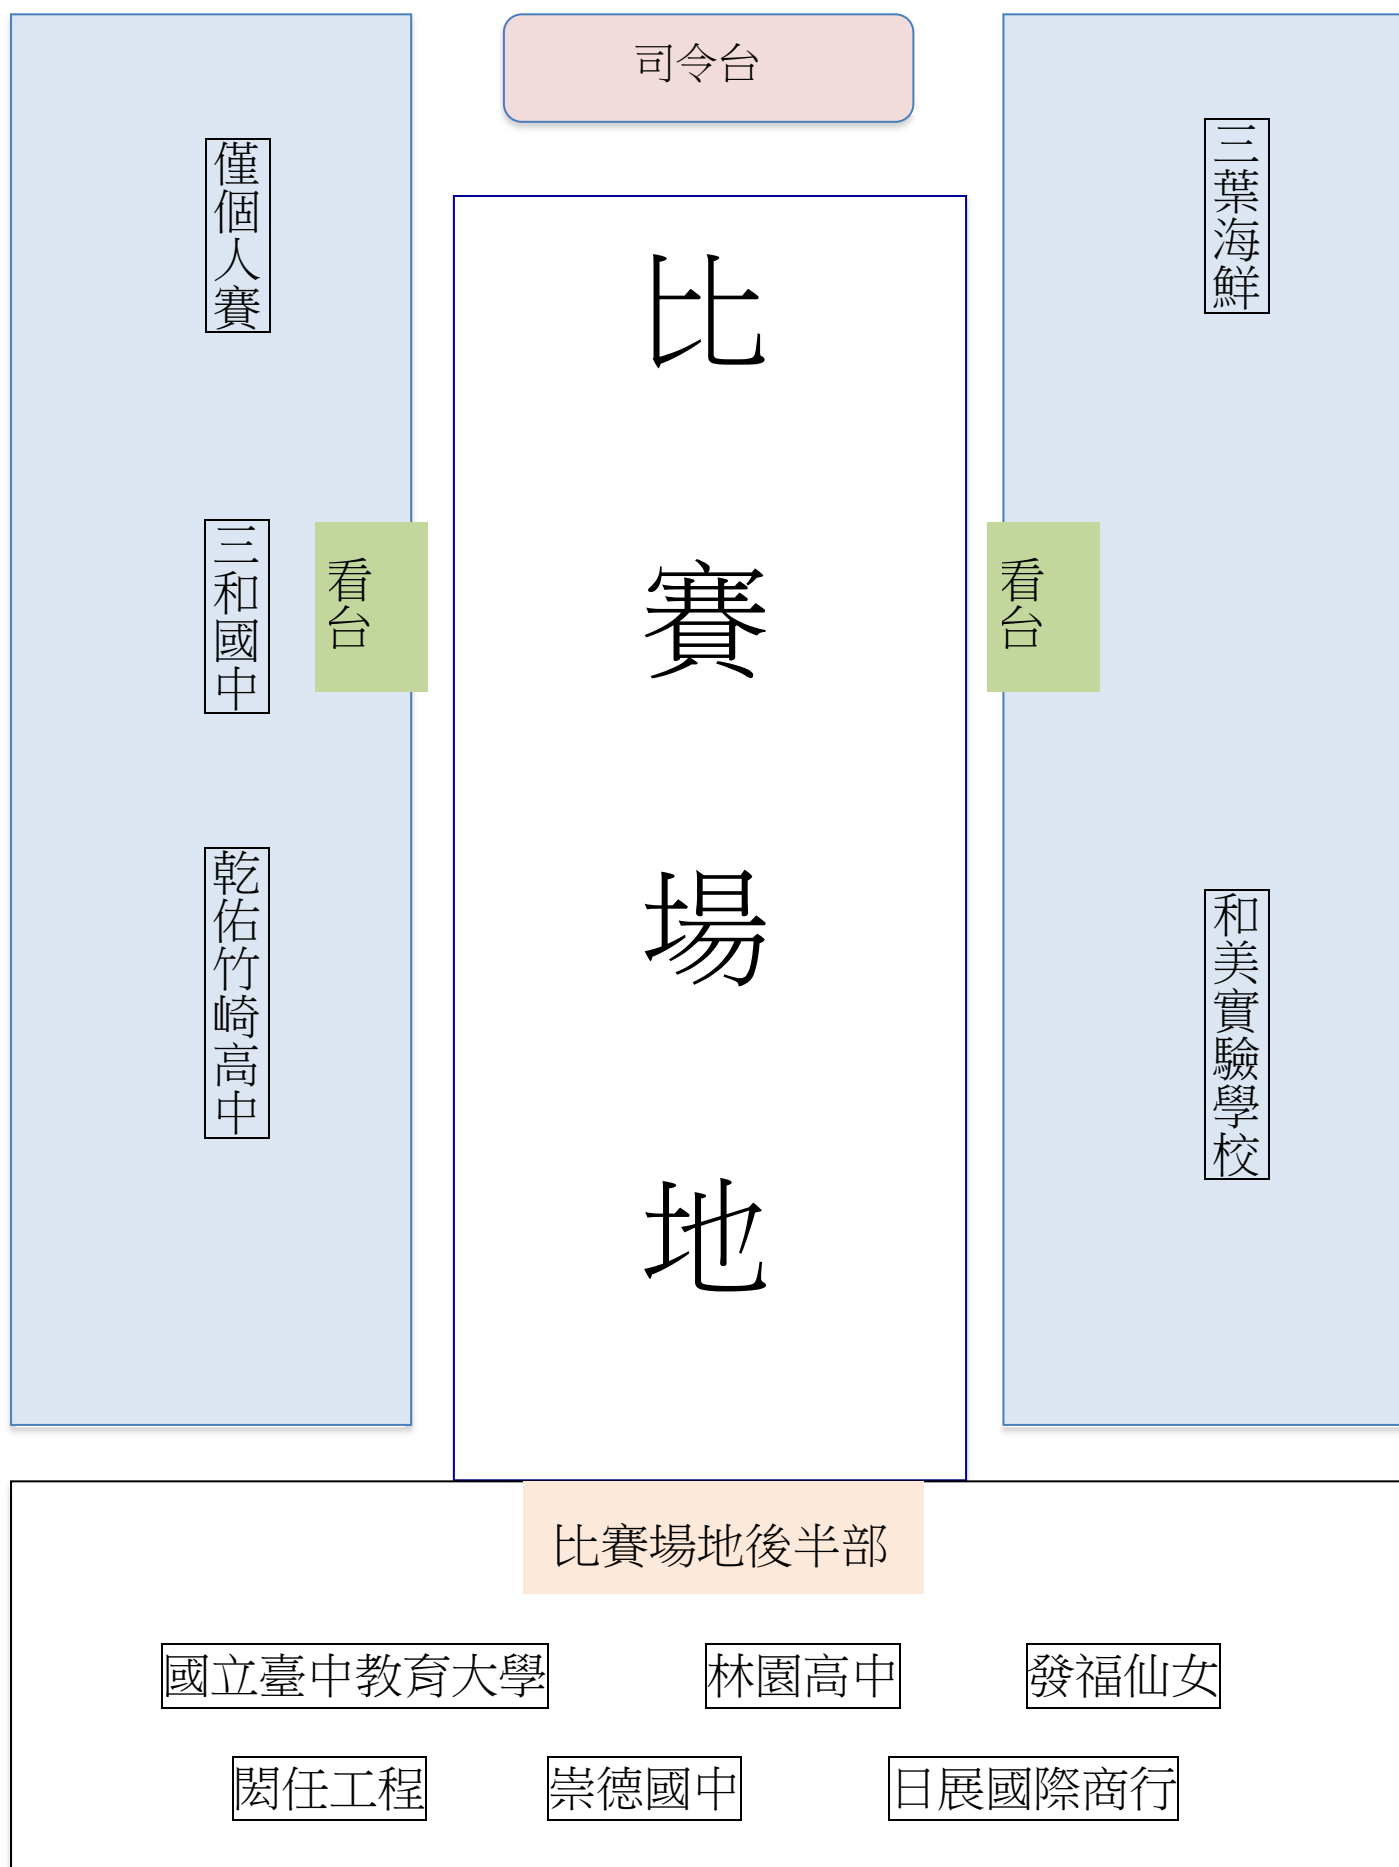 司令台
僅個人賽
三葉海鮮
比賽場地
三和國中
看台
看台
乾佑竹崎高中
和美實驗學校
比賽場地後半部
國立臺中教育大學
林園高中
發福仙女
閎任工程
崇德國中
日展國際商行